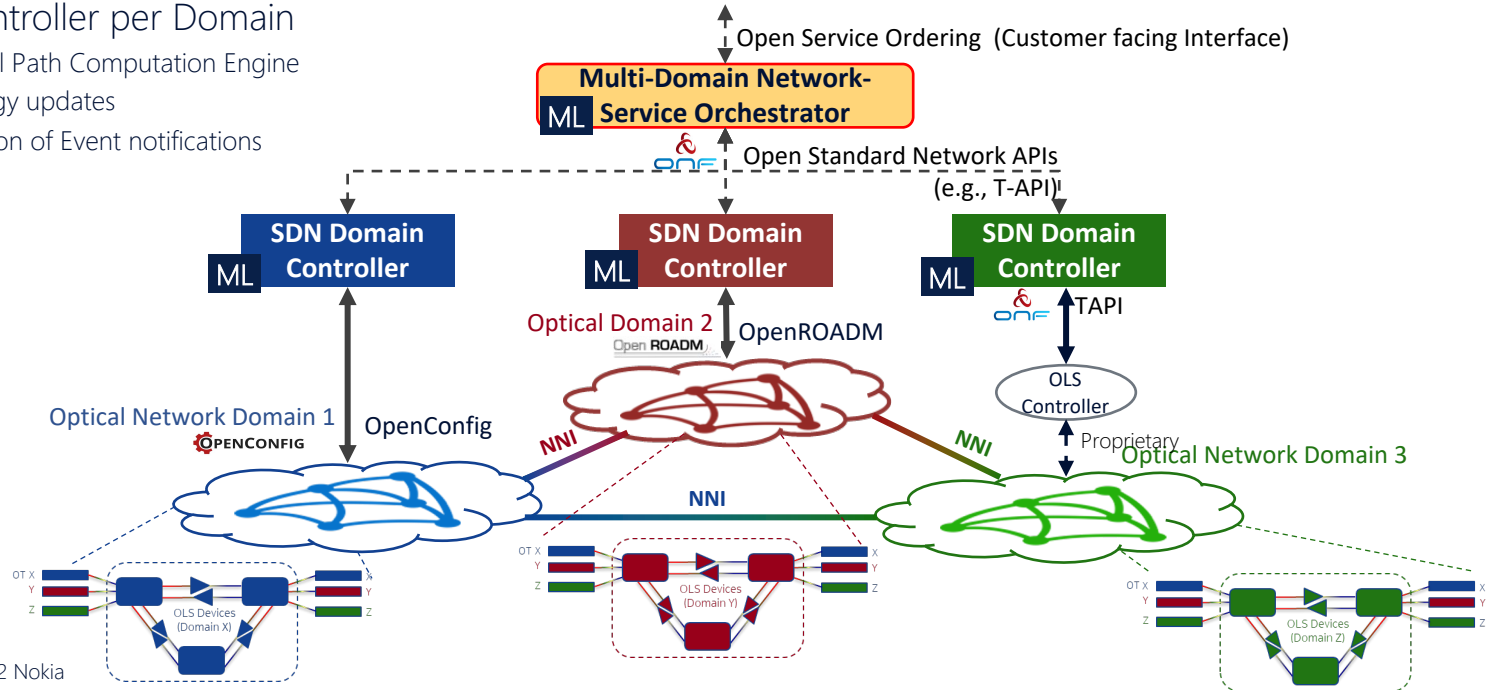 ntroller per Domain
l Path Computation Engine
gy updates
on of Event notifications
Open Service Ordering (Customer facing Interface)
Multi-Domain Network-
Service Orchestrator
ML
ONF
Open Standard Network APIs
(e.g., T-API)
SDN Domain
Controller
ML
SDN Domain
Controller
ML
SDN Domain
Controller
ML
ONF
TAPI
Optical Domain 2
OpenROADM
Open ROADM
OLS
Controller
Optical Network Domain 1
OpenConfig
OPENCONFIG
NNI
NNI
Proprietary
Optical Network Domain 3
NNI
OT X
Y
Z
OLS Devices
(Domain X)
X
Y
Z
OT X
Y
Z
OLS Devices
(Domain Y)
X
Y
Z
OT X
Y
Z
OLS Devices
(Domain Z)
X
Y
Z
2 Nokia